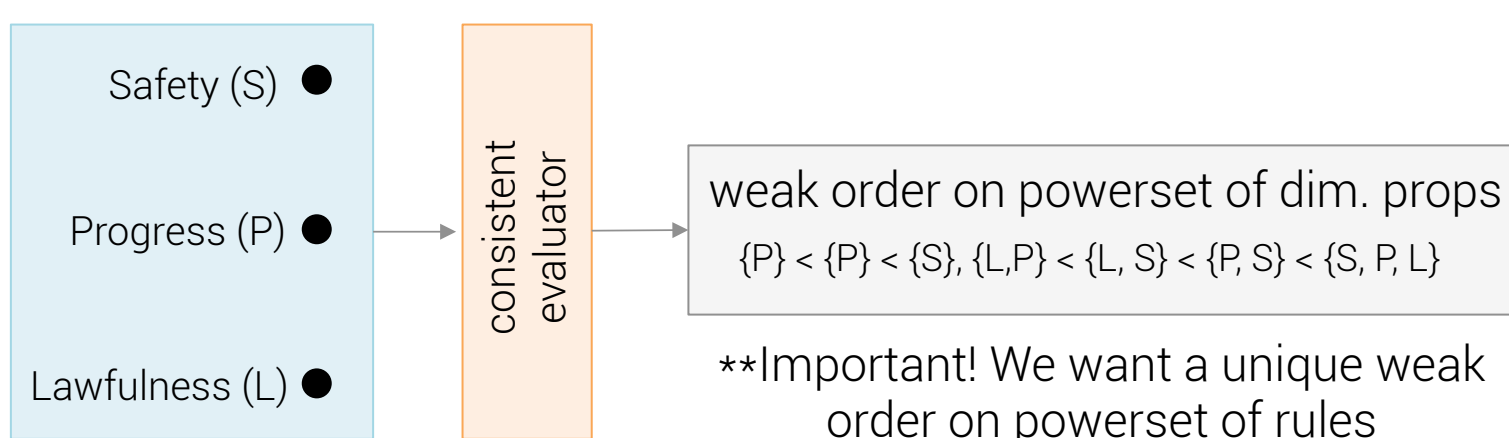 Safety (S)
Progress (P)
Lawfulness (L)
consistent
evaluator
weak order on powerset of dim. props
{P} < {P} < {S}, {L,P} < {L, S} < {P, S} < {S, P, L}
**Important! We want a unique weak
order on powerset of rules